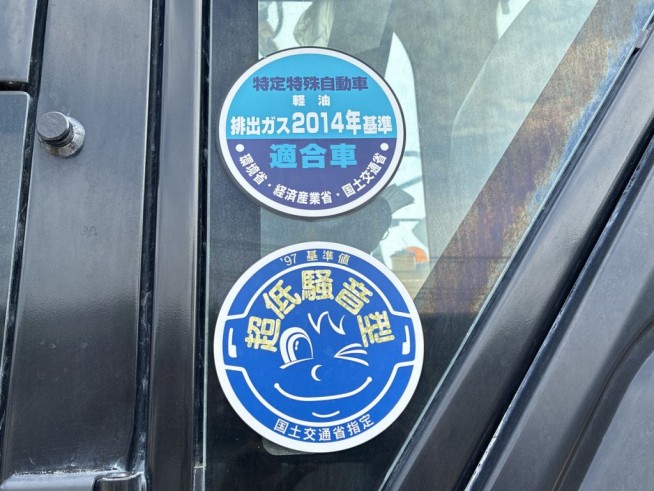 特定特殊自動車
軽油
排出ガス2014年基準
適合車
環境省・経済産業省・国土交通省
'97 基準値
超低騒音型
国土交通省指定